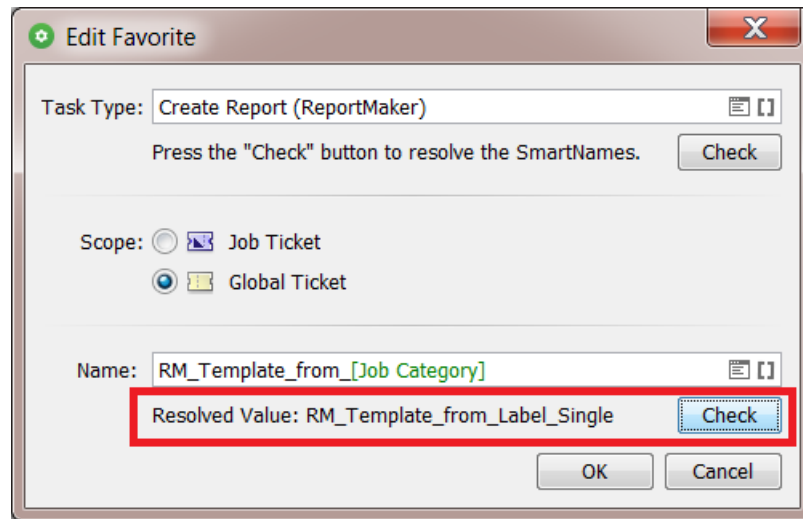 Edit Favorite
Task Type: Create Report (ReportMaker)
Press the "Check" button to resolve the SmartNames. Check
Scope: Job Ticket
Global Ticket
Name: RM_Template_from_[Job Category]
Resolved Value: RM_Template_from_Label_Single Check
OK Cancel